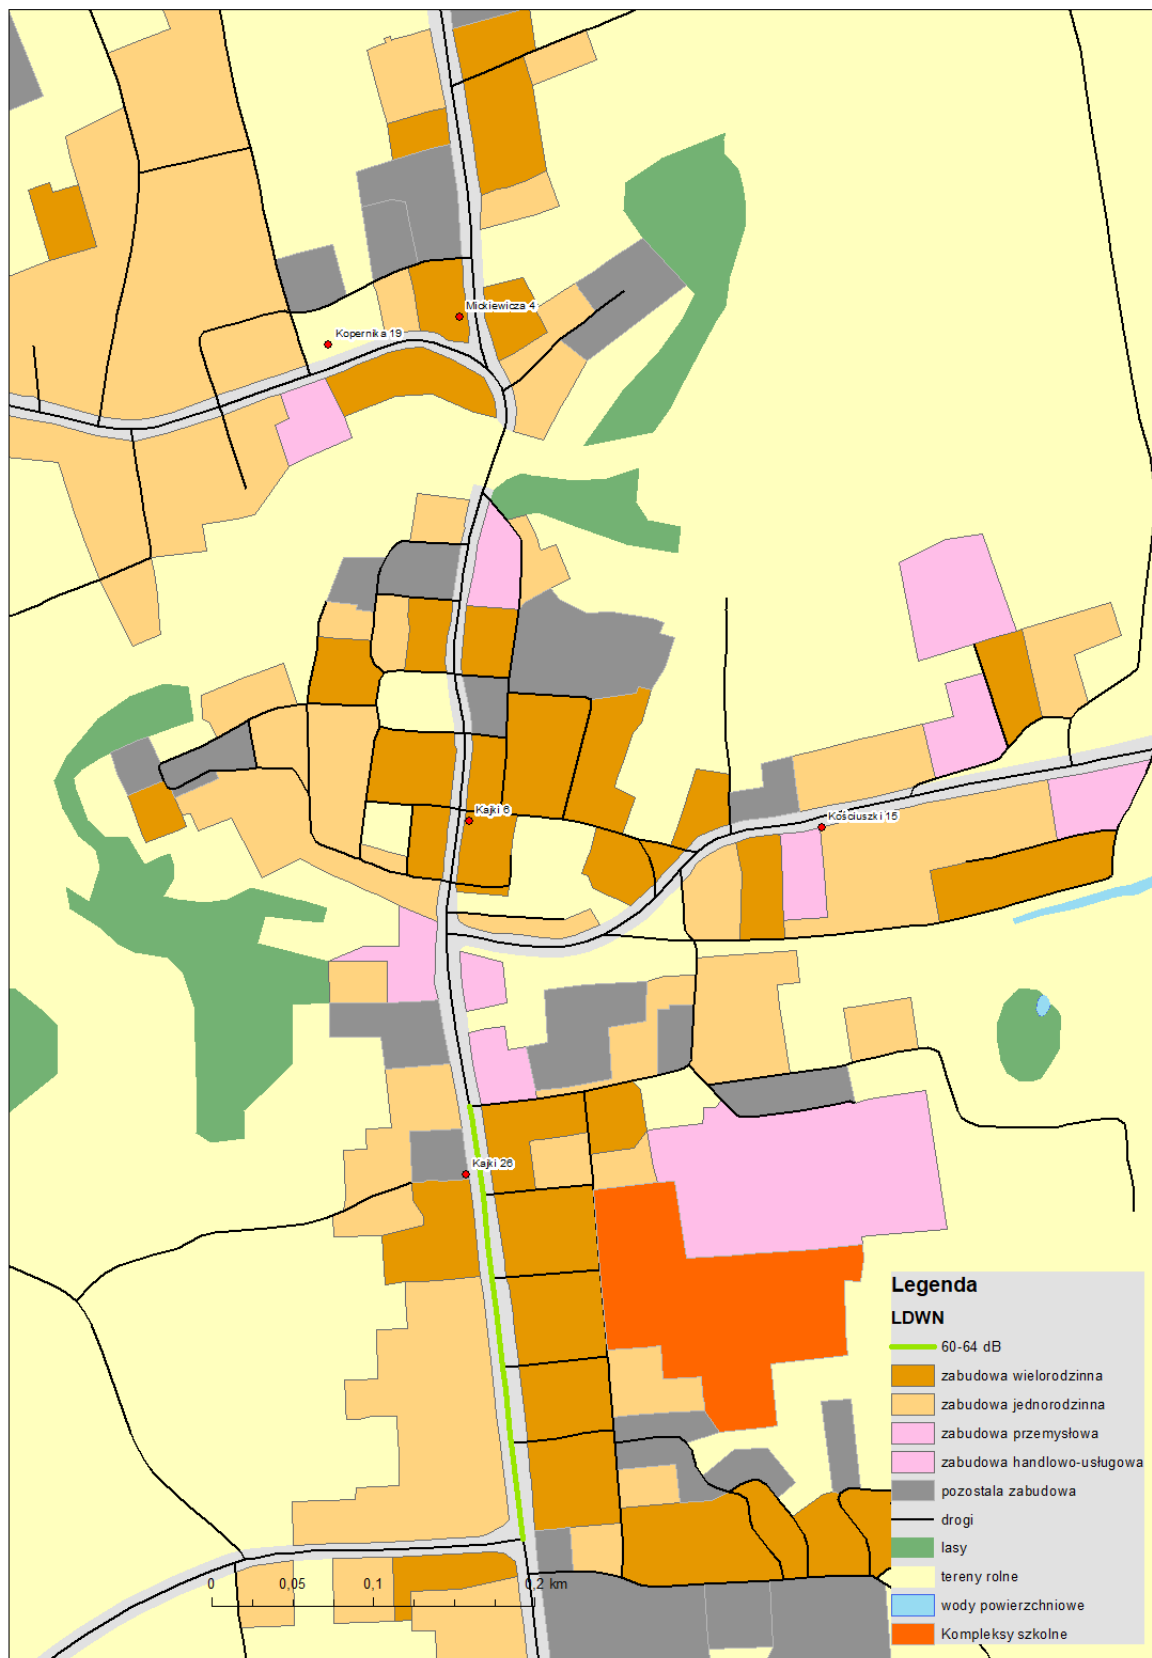 Mickiewicza 4
Kopernika 19
Kajki 6
Kościuszki 15
Kajki 26
Legenda
LDWN
60-64 dB
zabudowa wielorodzinna
zabudowa jednorodzinna
zabudowa przemysłowa
zabudowa handlowo-usługowa
pozostala zabudowa
drogi
lasy
tereny rolne
wody powierzchniowe
Kompleksy szkolne
0 0,05 0,1 0,2 km